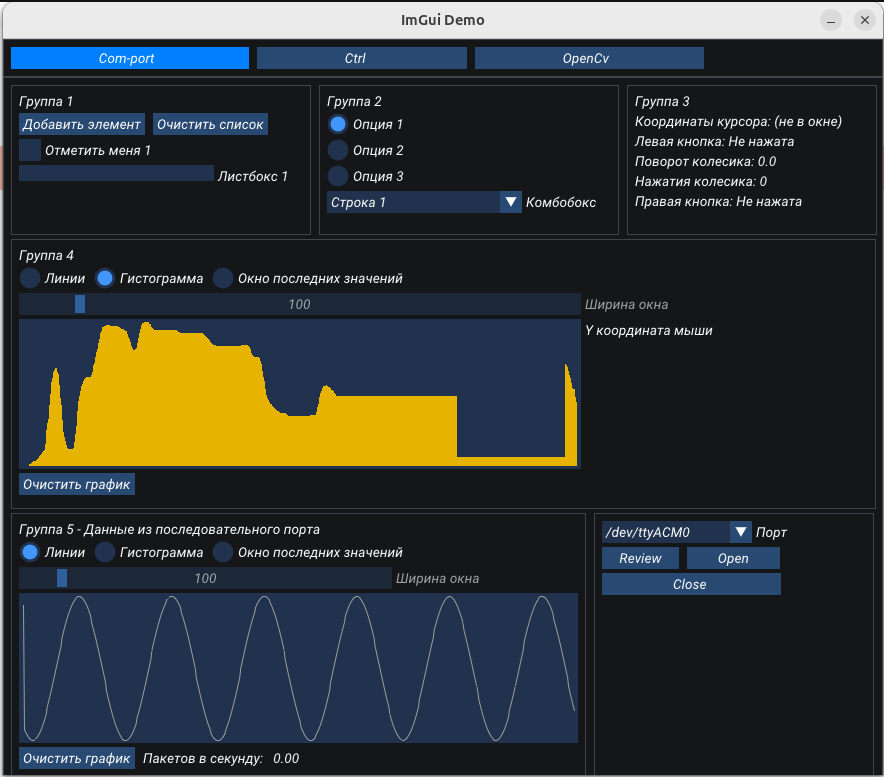 ImGui Demo
Com-port Ctrl OpenCv
Группа 1
Добавить элемент Очистить список
Отметить меня 1
Листбокс 1
Группа 2
Опция 1
Опция 2
Опция 3
Строка 1 Комбобокс
Группа 3
Координаты курсора: (не в окне)
Левая кнопка: Не нажата
Поворот колесика: 0.0
Нажатия колесика: 0
Правая кнопка: Не нажата
Группа 4
Линии Гистограмма Окно последних значений
100 Ширина окна
Y координата мыши
Очистить график
Группа 5 - Данные из последовательного порта
Линии Гистограмма Окно последних значений
100 Ширина окна
Очистить график Пакетов в секунду: 0.00
/dev/ttyACM0 Порт
Review Open
Close